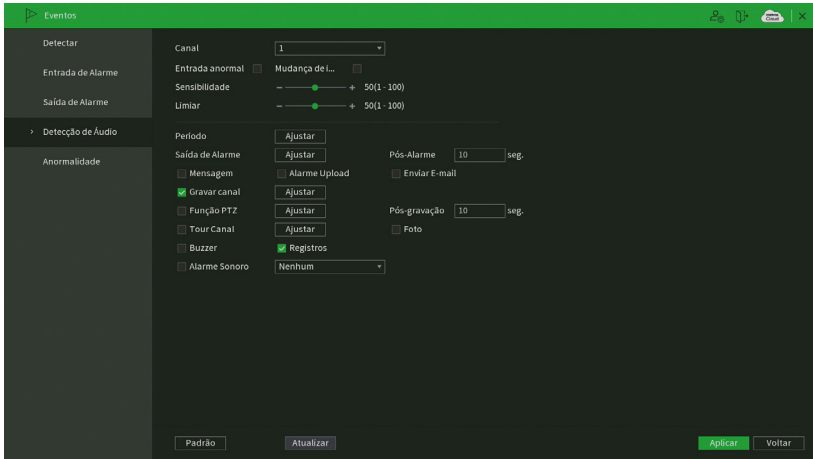 Eventos
Detectar
Entrada de Alarme
Saída de Alarme
Detecção de Áudio
Anormalidade
Canal 1
Entrada anormal Mudança de i...
Sensibilidade 50(1 - 100)
Limiar 50(1 - 100)
Período Ajustar
Saída de Alarme Ajustar Pós-Alarme 10 seg.
Mensagem Alarme Upload Enviar E-mail
Gravar canal Ajustar
Função PTZ Ajustar Pós-gravação 10 seg.
Tour Canal Ajustar Foto
Buzzer Registros
Alarme Sonoro Nenhum
Padrão Atualizar Aplicar Voltar